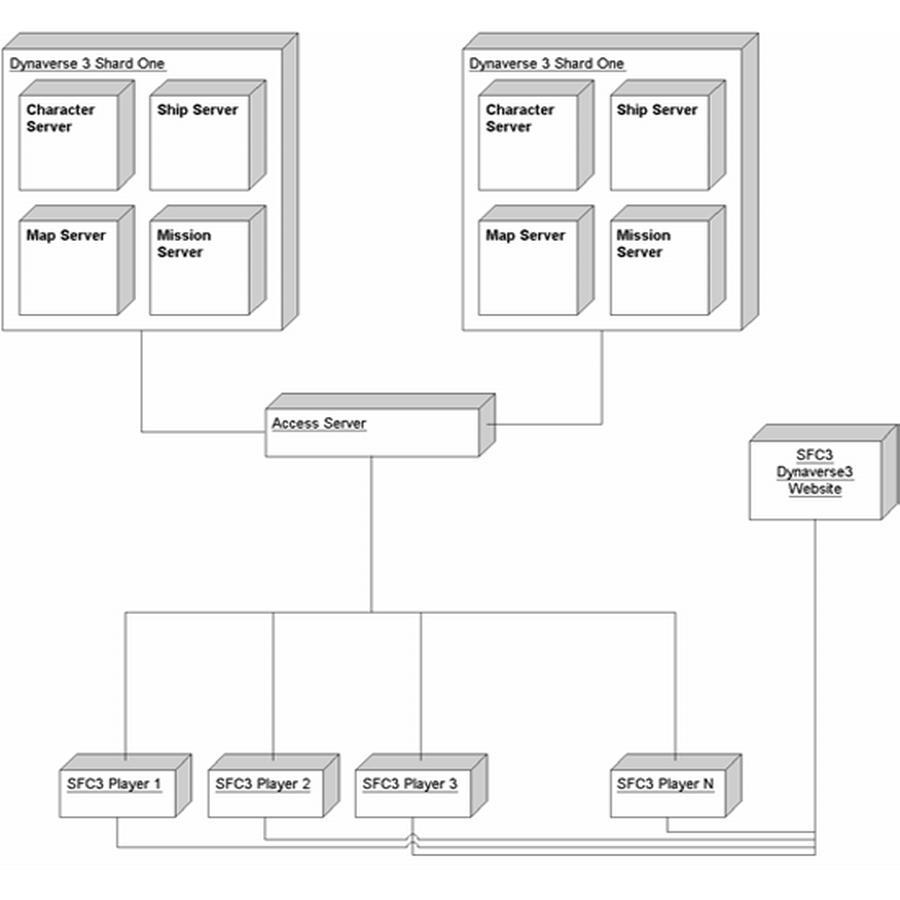 Dynaverse 3 Shard One
Character
Server
Ship Server
Map Server
Mission
Server
Dynaverse 3 Shard One
Character
Server
Ship Server
Map Server
Mission
Server
Access Server
SFC3
Dynaverse3
Website
SFC3 Player 1
SFC3 Player 2
SFC3 Player 3
SFC3 Player N